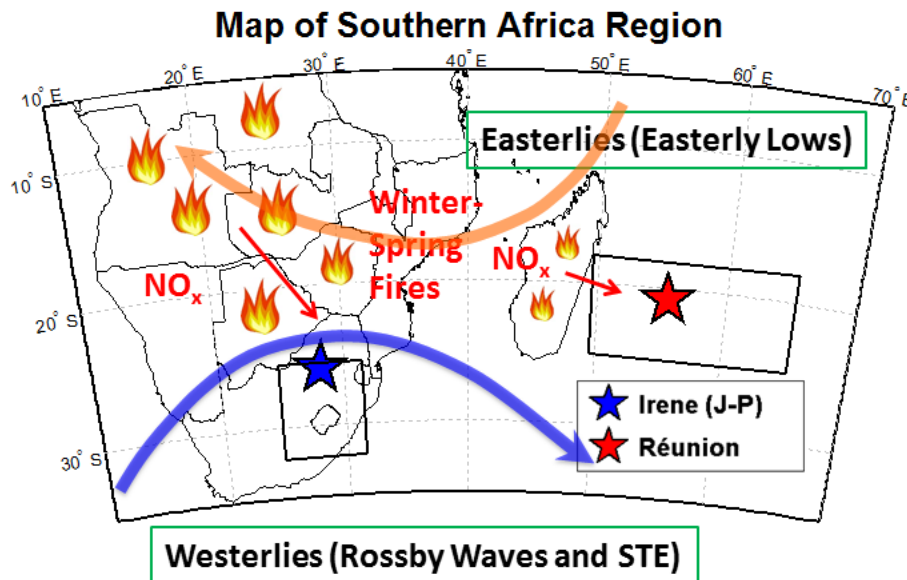 Map of Southern Africa Region
10° E
20° E
30° E
40° E
50° E
60° E
70° E
Easterlies (Easterly Lows)
10° S
Winter-
Spring
Fires
NOx
NOx
20° S
Irene (J-P)
Réunion
30° S
Westerlies (Rossby Waves and STE)